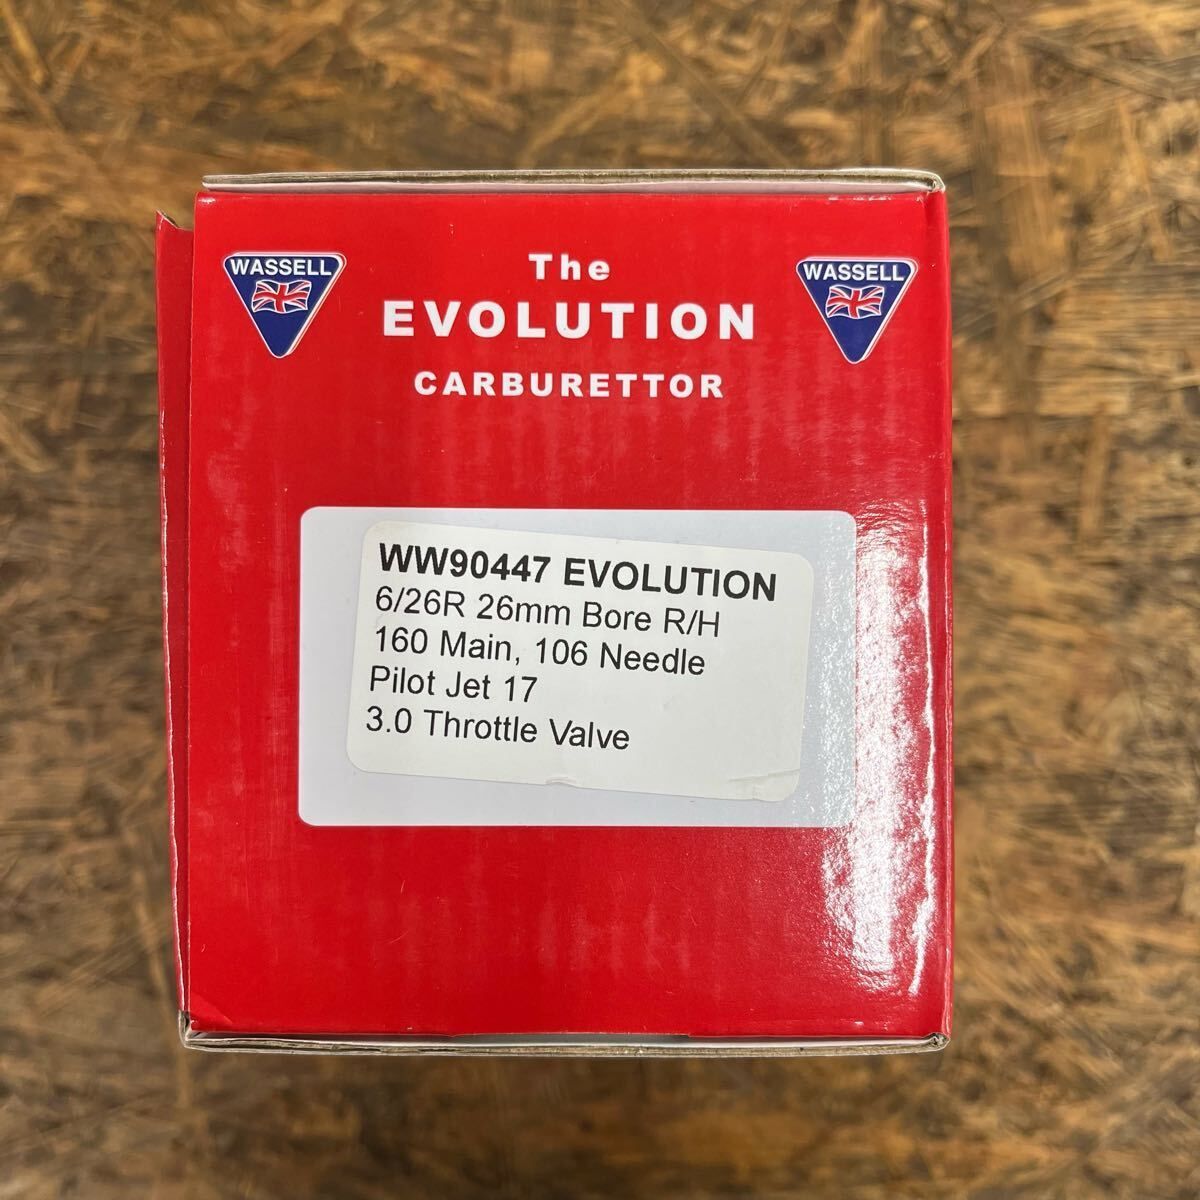 WASSELL
The
EVOLUTION
CARBURETTOR
WASSELL
WW90447 EVOLUTION
6/26R 26mm Bore R/H
160 Main, 106 Needle
Pilot Jet 17
3.0 Throttle Valve